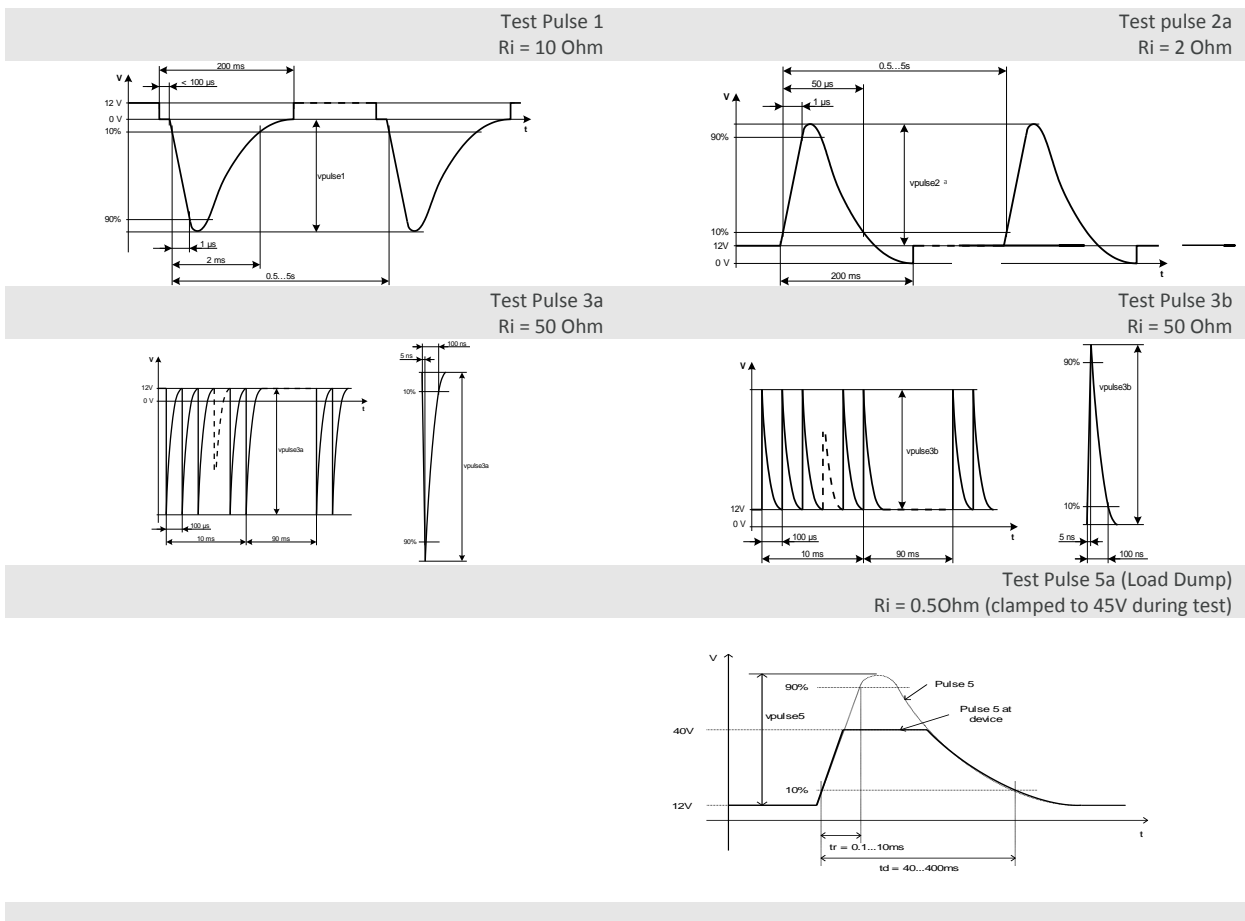 Test Pulse 1
Ri = 10 Ohm
Test pulse 2a
Ri = 2 Ohm
200 ms
V
< 100 µs
12 V
0 V
10%
t
vpulse1
90%
1 µs
2 ms
0.5...5s
0.5...5s
50 µs
V
1 µs
90%
vpulse2 a
10%
12V
0 V
t
200 ms
Test Pulse 3a
Ri = 50 Ohm
Test Pulse 3b
Ri = 50 Ohm
V
12V
0 V
t
vpulse3a
100 µs
10 ms
90 ms
100 ns
5 ns
10%
vpulse3a
90%
V
vpulse3b
12V
0 V
t
100 µs
10 ms
90 ms
90%
vpulse3b
10%
5 ns
100 ns
Test Pulse 5a (Load Dump)
Ri = 0.5Ohm (clamped to 45V during test)
V
90%
Pulse 5
vpulse5
Pulse 5 at
device
40V
10%
12V
t
tr = 0.1...10ms
td = 40...400ms